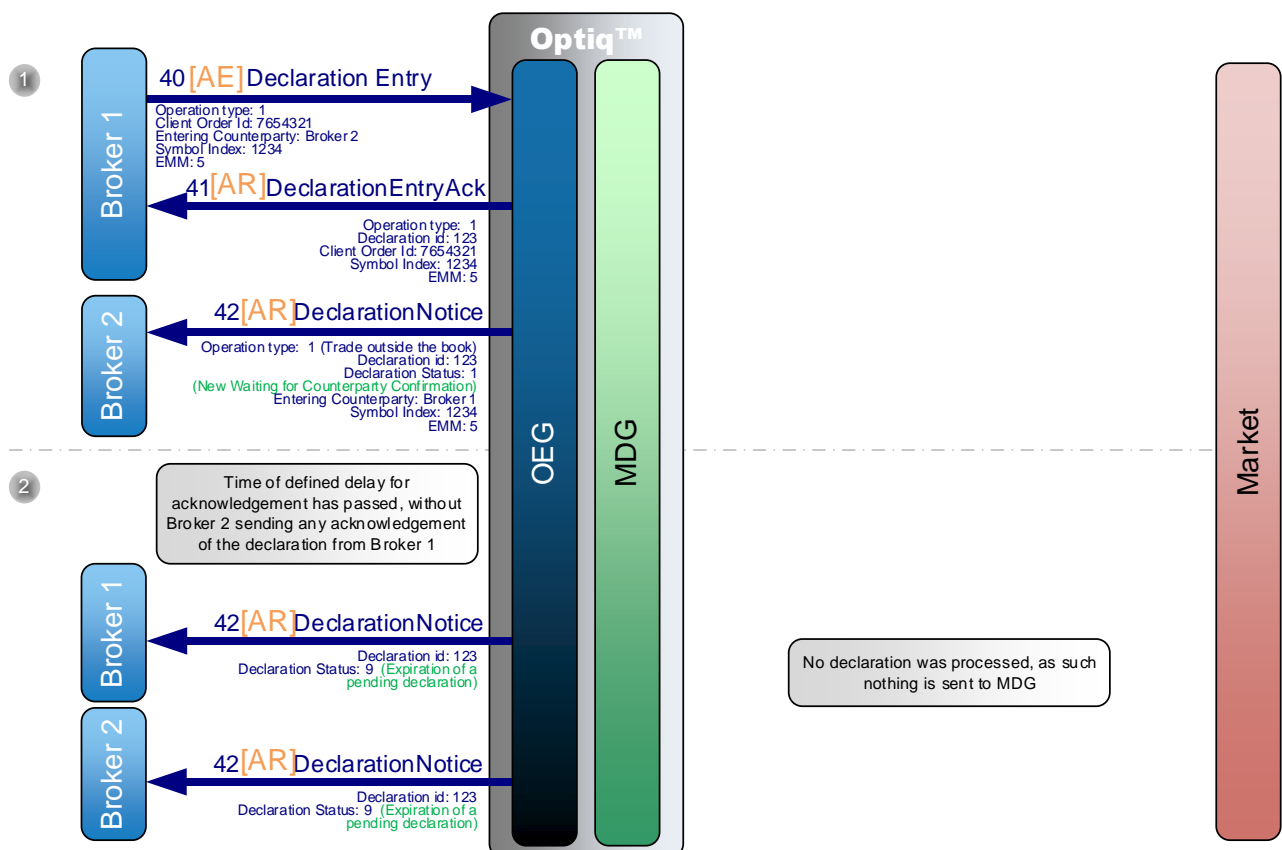 Optiq™
1
Broker 1
40 [AE] Declaration Entry
Operation type: 1
Client Order Id: 7654321
Entering Counterparty: Broker 2
Symbol Index: 1234
EMM: 5
41 [AR] DeclarationEntryAck
Operation type: 1
Declaration id: 123
Client Order Id: 7654321
Symbol Index: 1234
EMM: 5
Broker 2
42 [AR] DeclarationNotice
Operation type: 1 (Trade outside the book)
Declaration id: 123
Declaration Status: 1
(New Waiting for Counterparty Confirmation)
Entering Counterparty: Broker 1
Symbol Index: 1234
EMM: 5
OEG
MDG
Market
2
Time of defined delay for
acknowledgement has passed, without
Broker 2 sending any acknowledgement
of the declaration from Broker 1
Broker 1
42 [AR] DeclarationNotice
Declaration id: 123
Declaration Status: 9 (Expiration of a
pending declaration)
No declaration was processed, as such
nothing is sent to MDG
Broker 2
42 [AR] DeclarationNotice
Declaration id: 123
Declaration Status: 9 (Expiration of a
pending declaration)